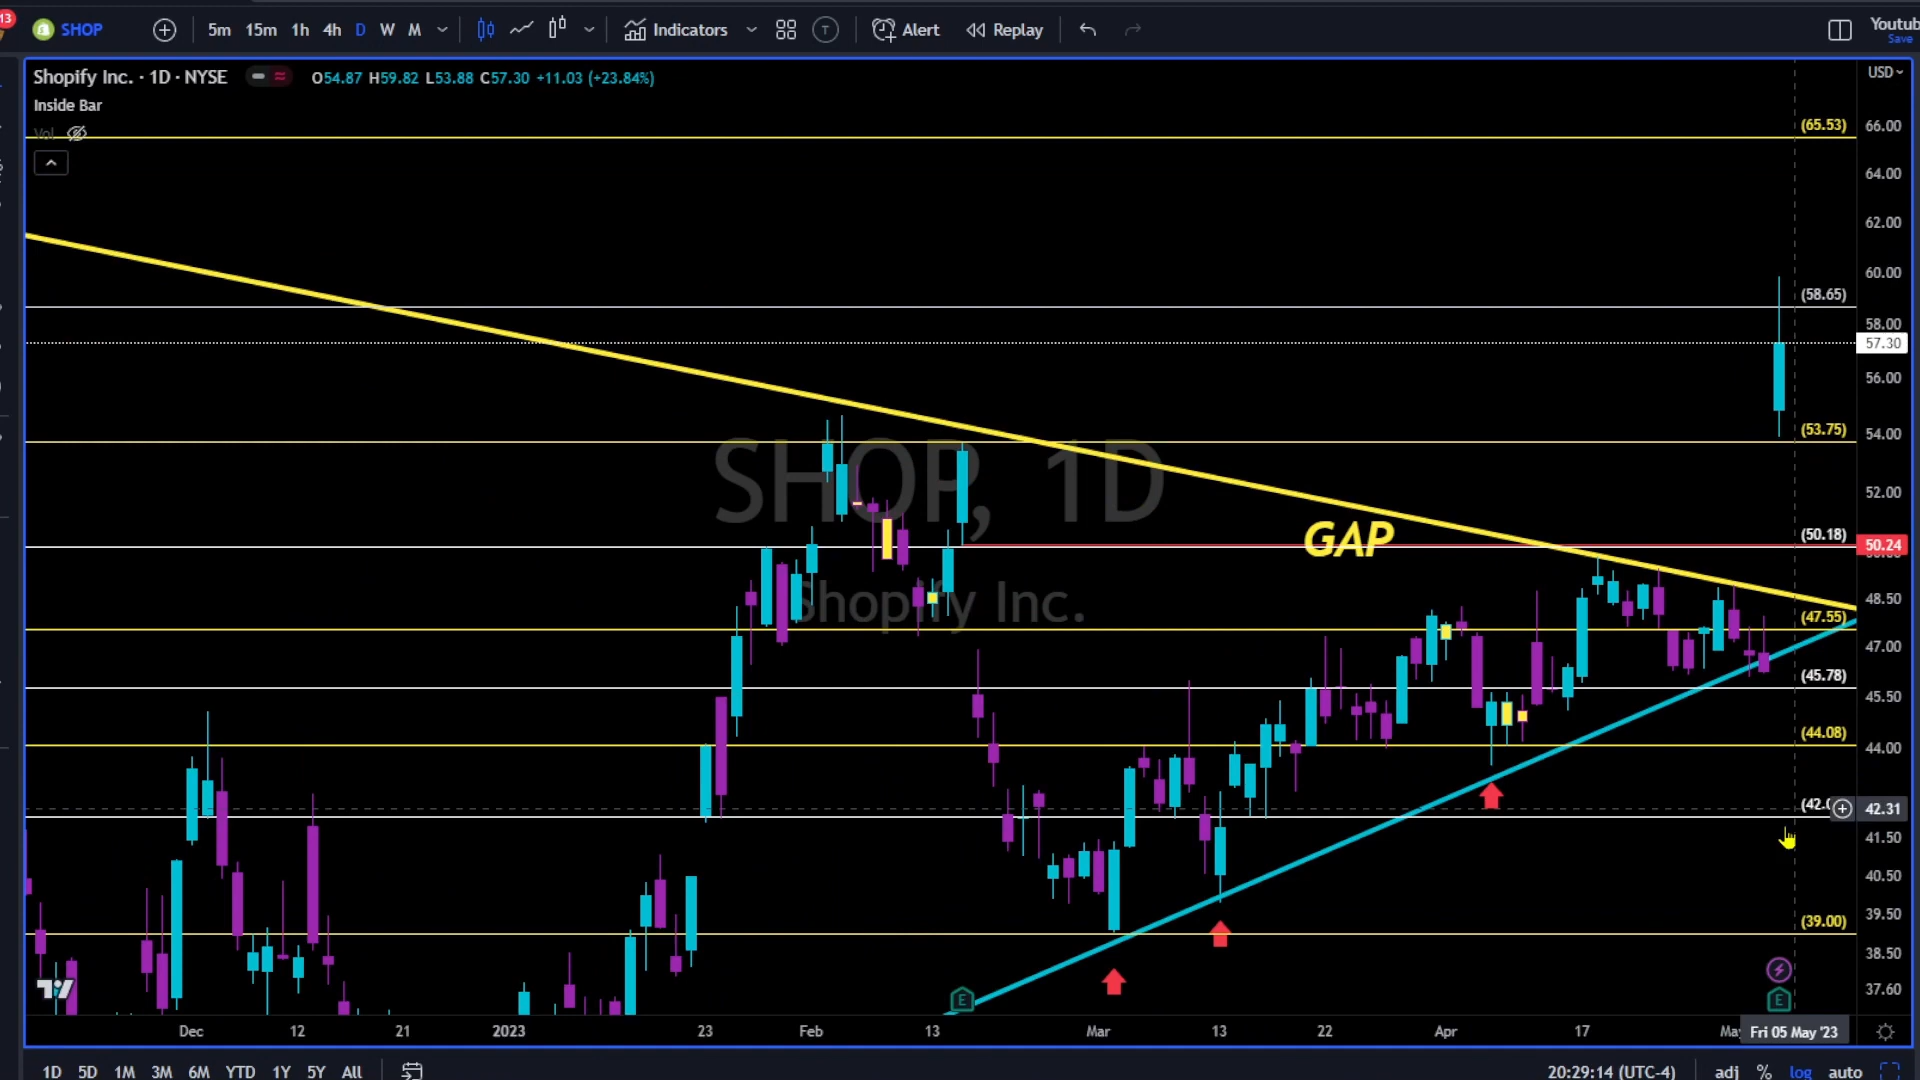 13
SHOP
5m 15m 1h 4h D W M
Indicators
T
Alert
Replay
Save
Shopify Inc. · 1D · NYSE
O54.87 H59.82 L53.88 C57.30 +11.03 (+23.84%)
USD
Inside Bar
Vol
(65.53)
66.00
64.00
62.00
60.00
(58.65)
58.00
57.30
56.00
(53.75)
54.00
SHOP, 1D
52.00
GAP
(50.18)
50.24
Shopify Inc.
48.50
(47.55)
47.00
(45.78)
45.50
(44.08)
44.00
42.31
41.50
40.50
(39.00)
39.50
38.50
37.60
E
E
Dec 12 21 2023 23 Feb 13 Mar 13 22 Apr 17
Fri 05 May '23
1D 5D 1M 3M 6M YTD 1Y 5Y All
20:29:14 (UTC-4)
adj % log auto